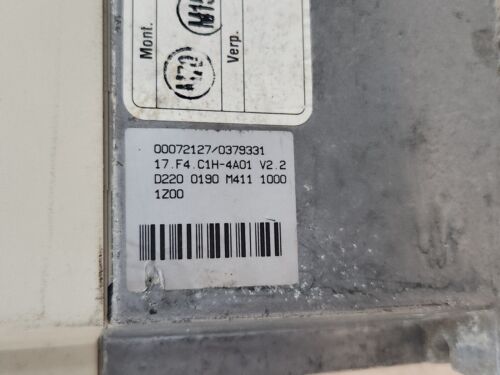 Mont.
Verp.
00072127/0379331
17.F4.C1H-4A01 V2.2
D220 0190 M411 1000
1Z00